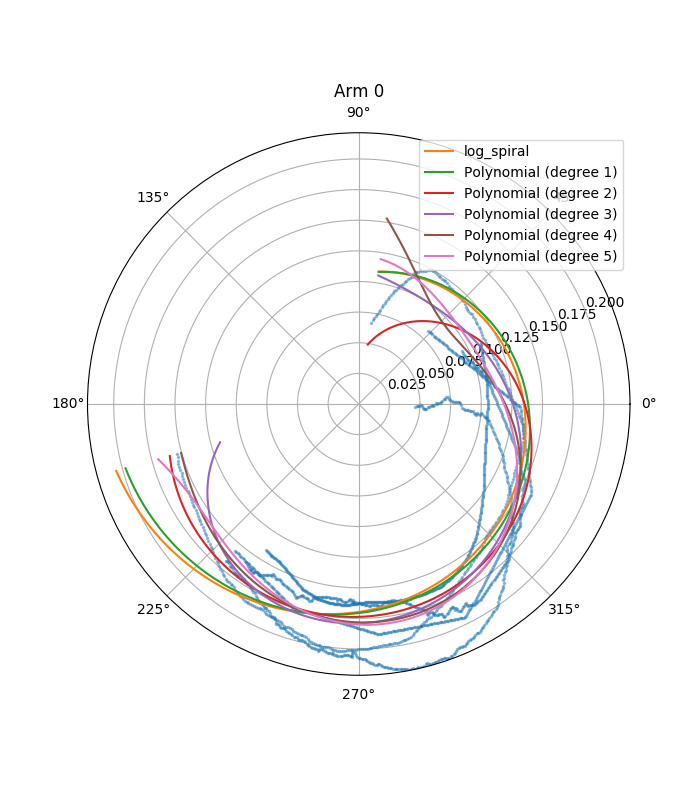 Arm 0
90°
log_spiral
Polynomial (degree 1)
Polynomial (degree 2)
Polynomial (degree 3)
Polynomial (degree 4)
Polynomial (degree 5)
135°
0.200
0.175
0.150
0.125
0.100
0.075
0.050
0.025
180°
0°
225°
315°
270°